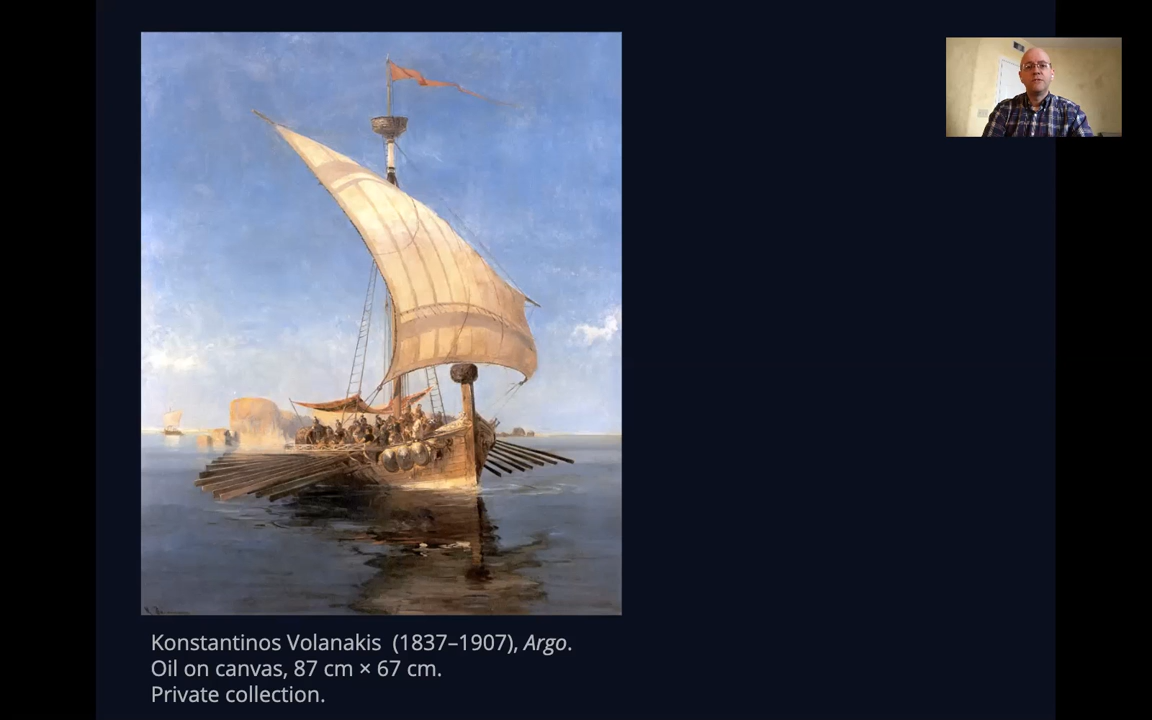 Konstantinos Volanakis (1837–1907), Argo.
Oil on canvas, 87 cm × 67 cm.
Private collection.